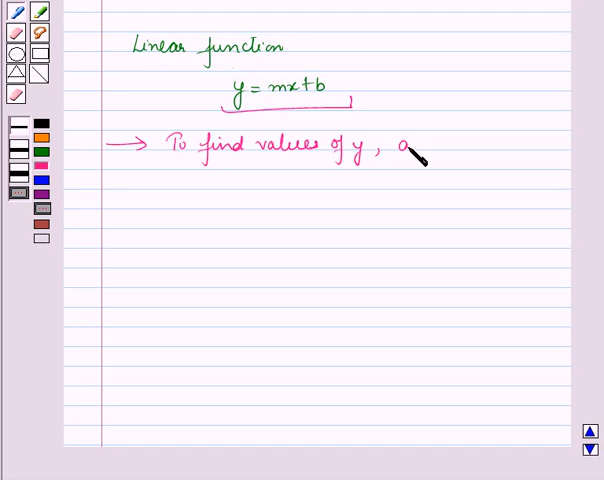 Linear function
y = mx+b
→ To find values of y, a